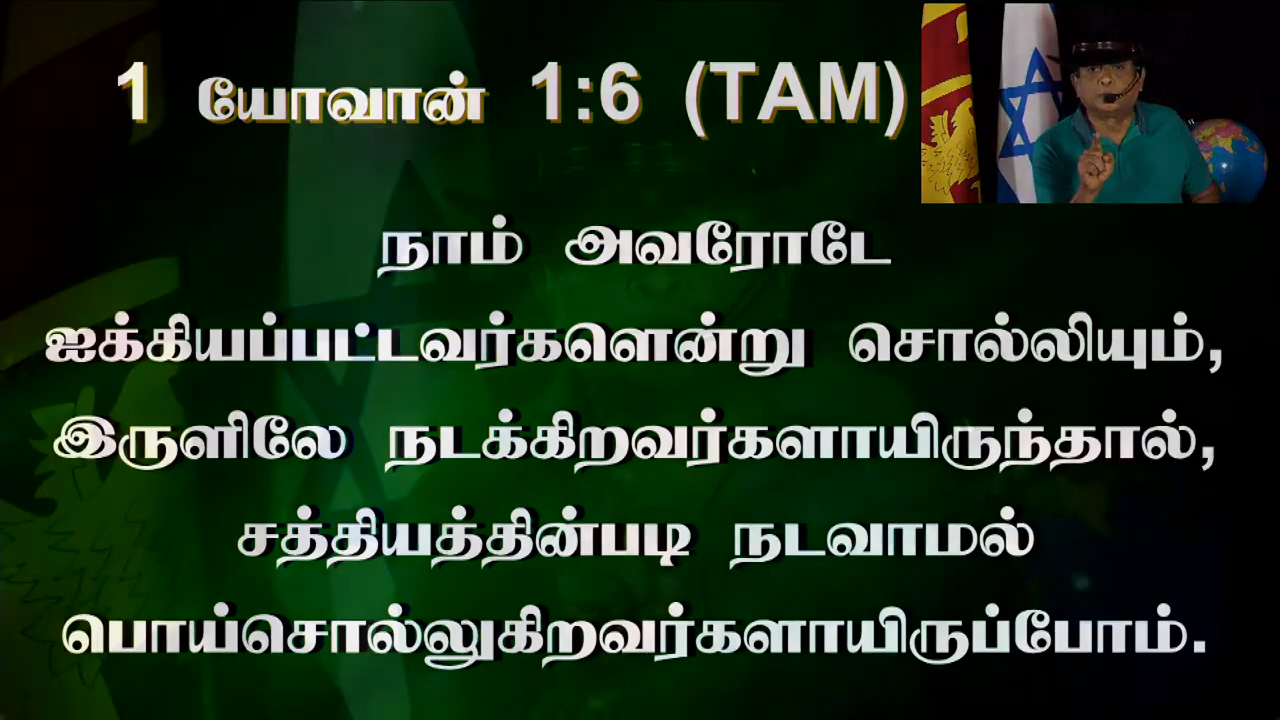 1 யோவான் 1:6 (TAM)
நாம் அவரோடே
ஐக்கியப்பட்டவர்களென்று சொல்லியும்,
இருளிலே நடக்கிறவர்களாயிருந்தால்,
சத்தியத்தின்படி நடவாமல்
பொய்சொல்லுகிறவர்களாயிருப்போம்.